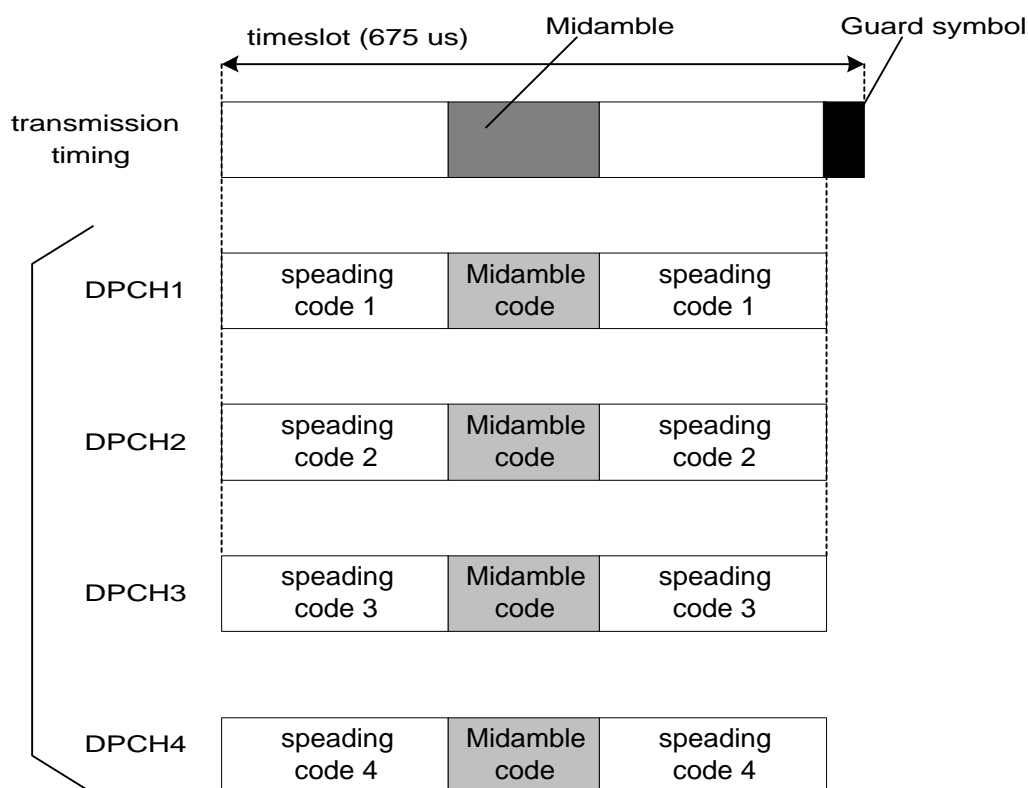 timeslot (675 us)
Midamble
Guard symbol
transmission
timing
DPCH1
speading
code 1
Midamble
code
speading
code 1
DPCH2
speading
code 2
Midamble
code
speading
code 2
DPCH3
speading
code 3
Midamble
code
speading
code 3
DPCH4
speading
code 4
Midamble
code
speading
code 4